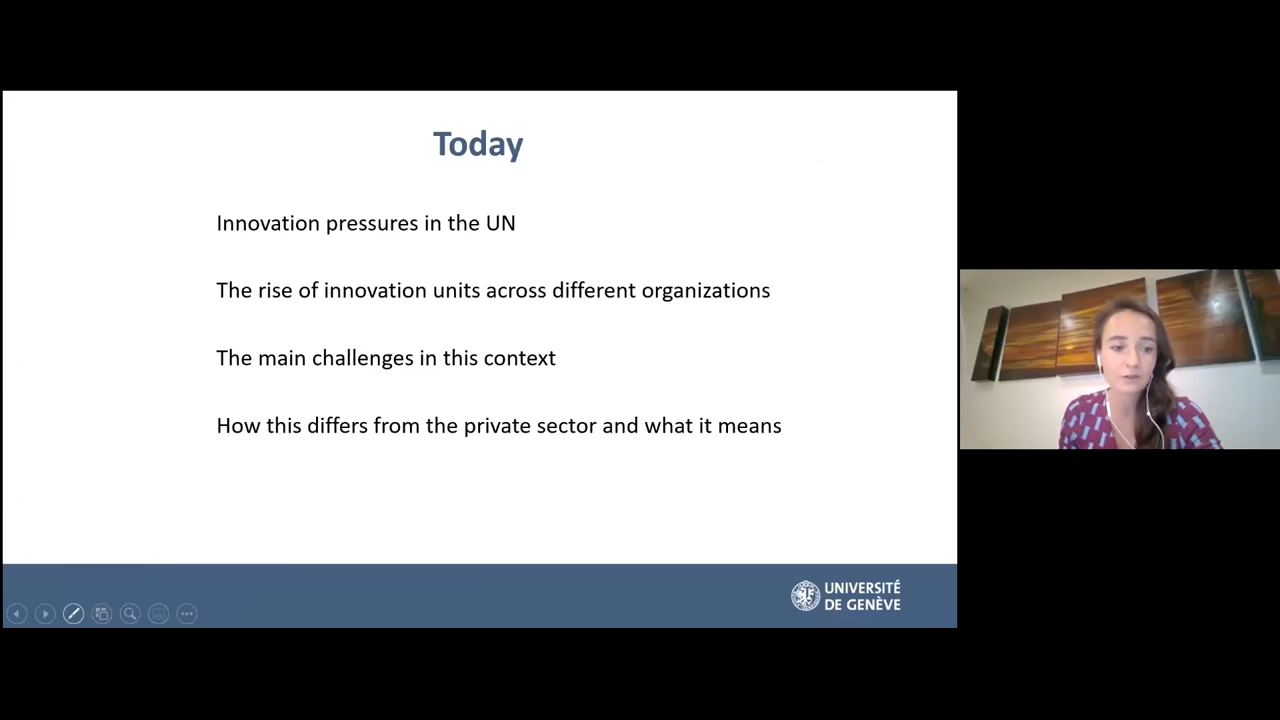 Today
Innovation pressures in the UN
The rise of innovation units across different organizations
The main challenges in this context
How this differs from the private sector and what it means
UNIVERSITÉ
DE GENÈVE